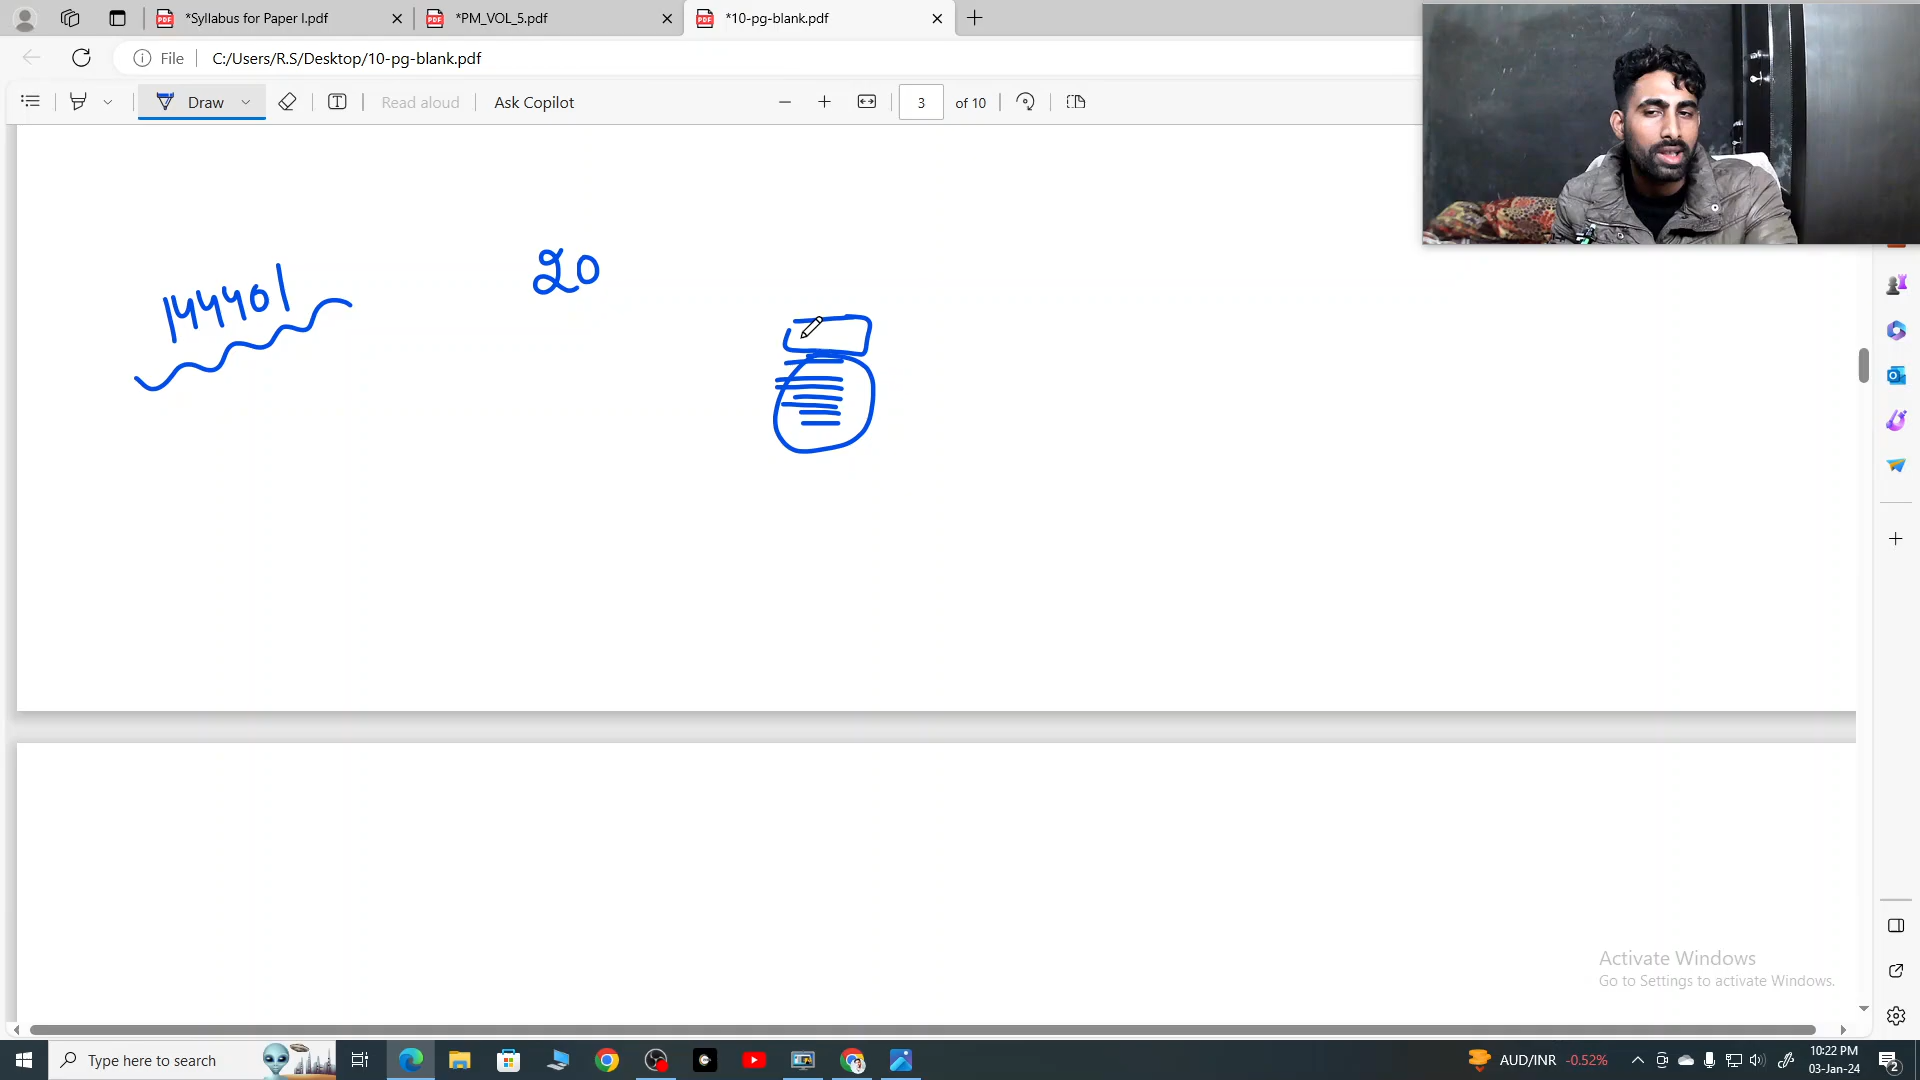 *Syllabus for Paper I.pdf
*PM_VOL_5.pdf
*10-pg-blank.pdf
File
C:/Users/R.S/Desktop/10-pg-blank.pdf
Draw
Read aloud
Ask Copilot
3
of 10
144401
20
Activate Windows
Go to Settings to activate Windows.
Type here to search
AUD/INR -0.52%
10:22 PM
03-Jan-24
2